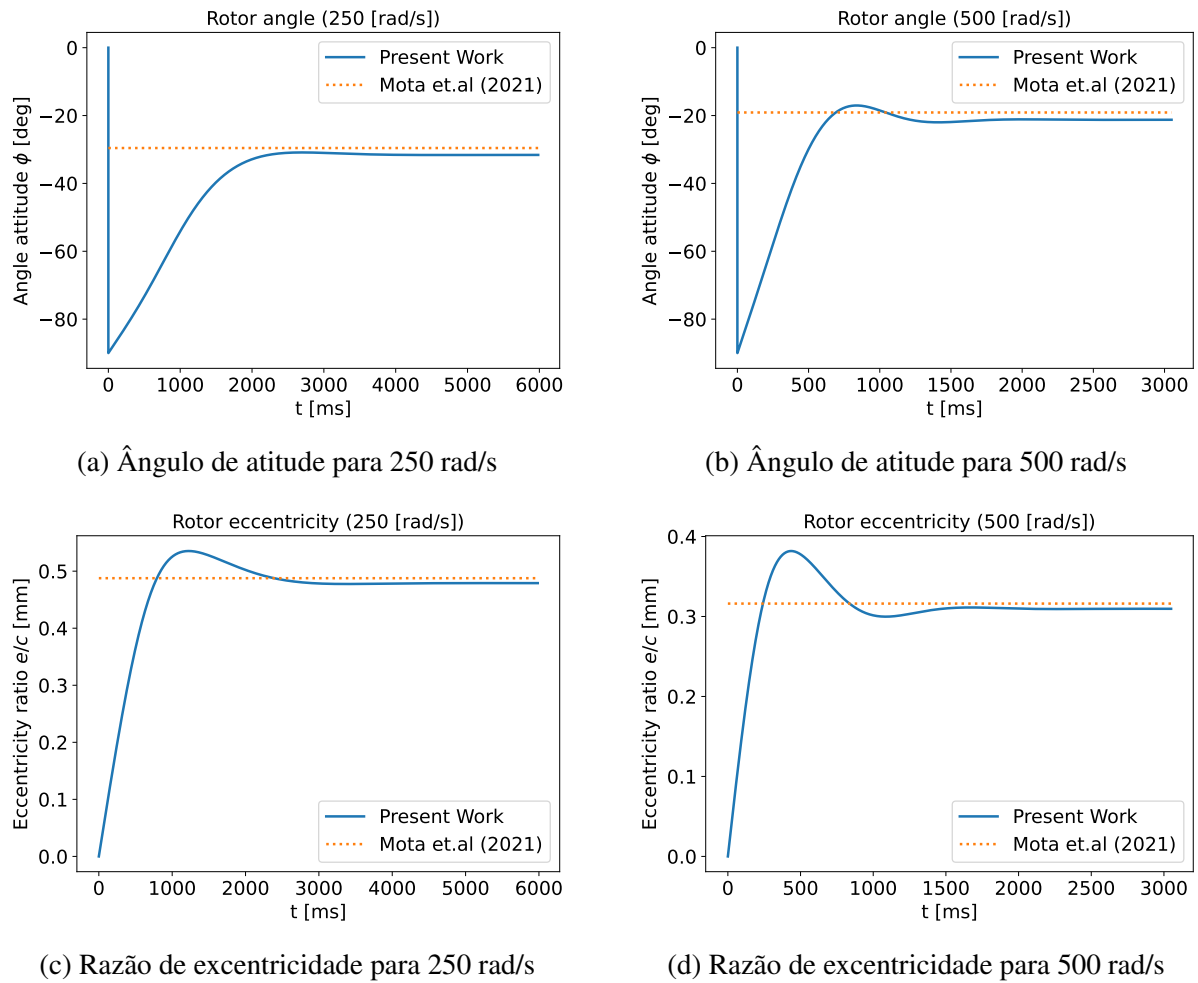 Rotor angle (250 [rad/s])
Present Work
Mota et.al (2021)
0
−20
−40
−60
−80
Angle attitude ϕ [deg]
0 1000 2000 3000 4000 5000 6000
t [ms]
(a) Ângulo de atitude para 250 rad/s
Rotor angle (500 [rad/s])
Present Work
Mota et.al (2021)
0
−20
−40
−60
−80
Angle attitude ϕ [deg]
0 500 1000 1500 2000 2500 3000
t [ms]
(b) Ângulo de atitude para 500 rad/s
Rotor eccentricity (250 [rad/s])
0.5
0.4
0.3
0.2
0.1
0.0
Eccentricity ratio e/c [mm]
Present Work
Mota et.al (2021)
0 1000 2000 3000 4000 5000 6000
t [ms]
(c) Razão de excentricidade para 250 rad/s
Rotor eccentricity (500 [rad/s])
0.4
0.3
0.2
0.1
0.0
Eccentricity ratio e/c [mm]
Present Work
Mota et.al (2021)
0 500 1000 1500 2000 2500 3000
t [ms]
(d) Razão de excentricidade para 500 rad/s